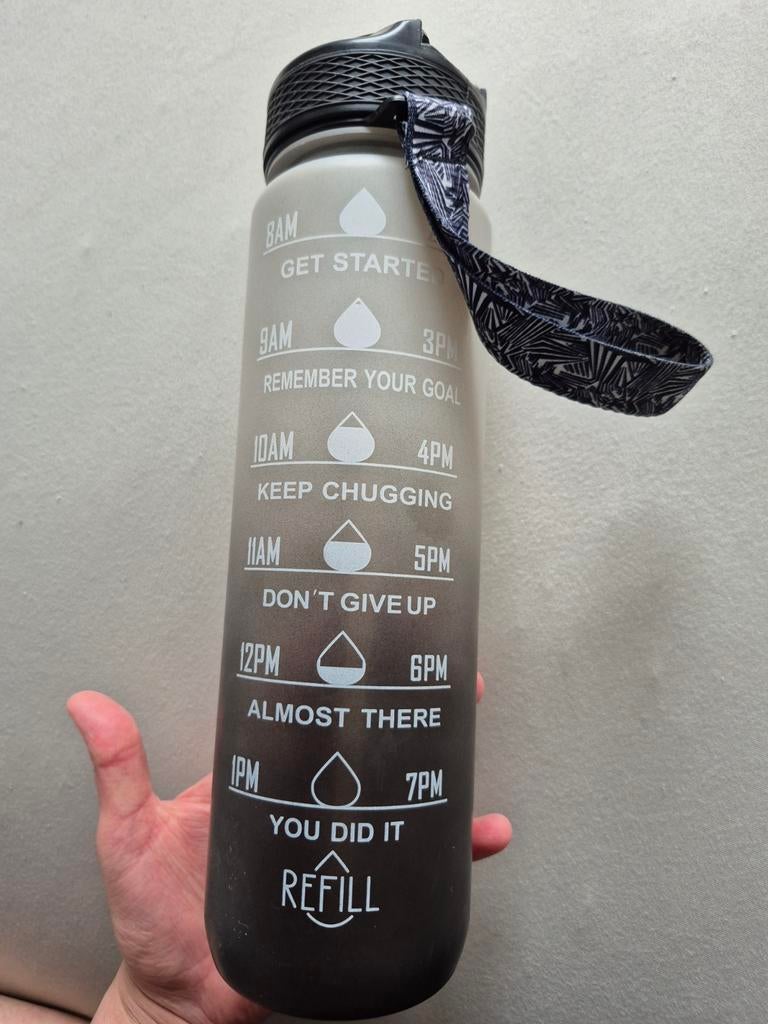 8AM
GET STARTED
9AM 3PM
REMEMBER YOUR GOAL
10AM 4PM
KEEP CHUGGING
11AM 5PM
DON'T GIVE UP
12PM 6PM
ALMOST THERE
1PM 7PM
YOU DID IT
REFILL